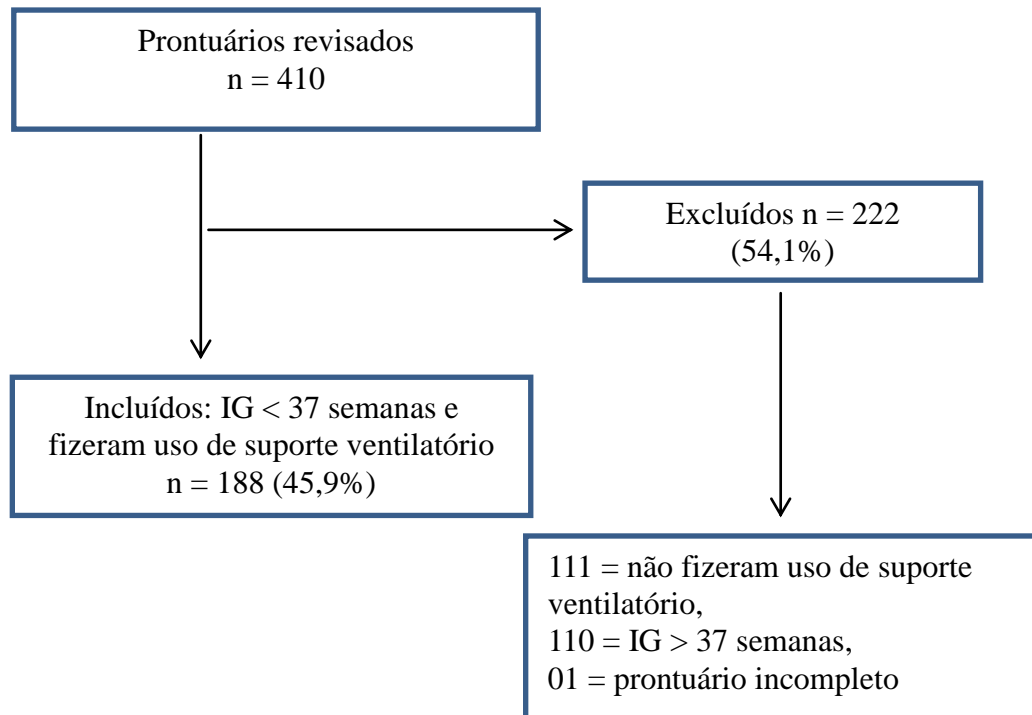 Prontuários revisados
n = 410
Excluídos n = 222
(54,1%)
Incluídos: IG < 37 semanas e
fizeram uso de suporte ventilatório
n = 188 (45,9%)
111 = não fizeram uso de suporte
ventilatório,
110 = IG > 37 semanas,
01 = prontuário incompleto